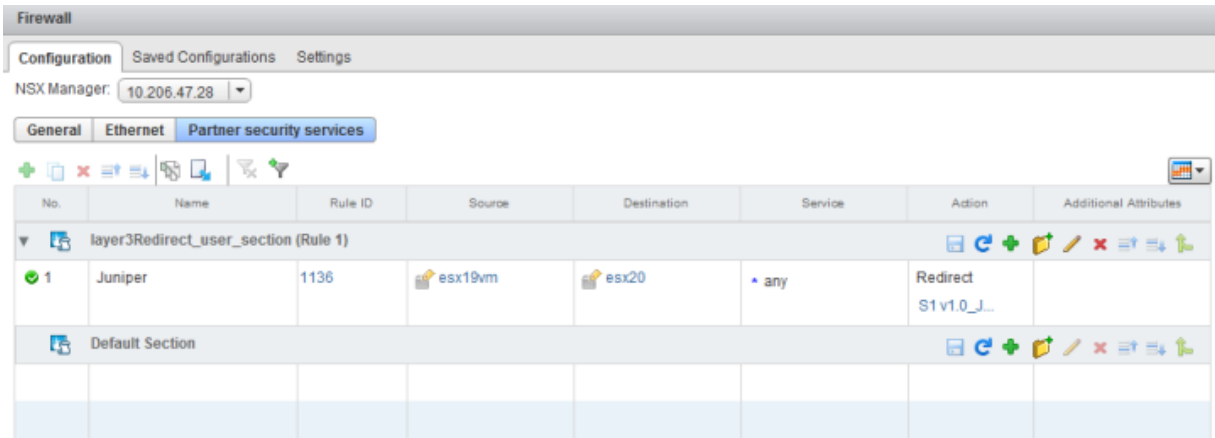 Firewall
Configuration Saved Configurations Settings
NSX Manager: 10.206.47.28
General Ethernet Partner security services
No. Name Rule ID Source Destination Service Action Additional Attributes
layer3Redirect_user_section (Rule 1)
1 Juniper 1136 esx19vm esx20 any Redirect
S1 v1.0_J...
Default Section